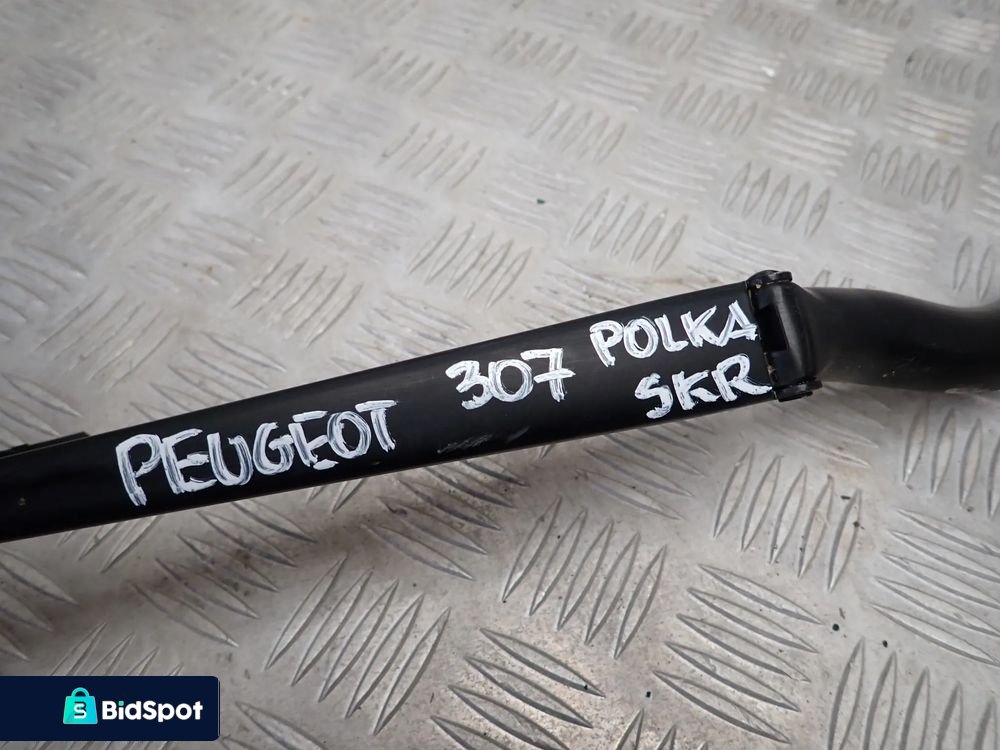 PEUGEOT 307 POLKA
SKR
BidSpot